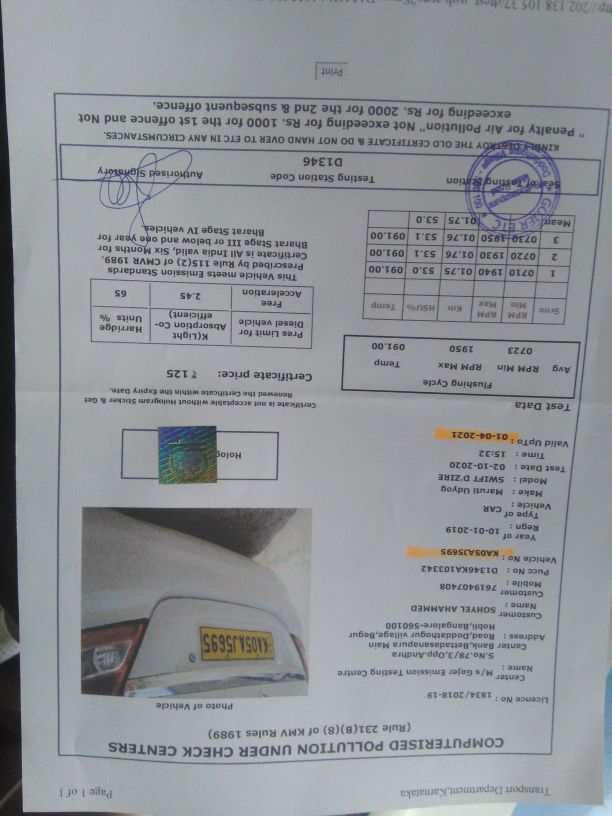 Transport Department,Karnataka
Page 1 of 1
COMPUTERISED POLLUTION UNDER CHECK CENTERS
(Rule 231(B)(8) of KMV Rules 1989)
Licence No : 1834/2018-19
Center Name : M/s Gojer Emission Testing Centre
Center Address : S.No.78/3,Opp.Andhra Bank,Bettadasanapura Main Road,Doddathogur village,Begur Hobli,Bangalore-560100
Customer Name : SOHYEL AHAMMED
Customer Mobile : 7619407408
Pucc No : D1346KA103342
Vehicle No : KA05AJ5695
Year of Regn : 10-01-2019
Type of Vehicle : CAR
Make : Maruti Udyog
Model : SWIFT D'ZIRE
Test Date : 02-10-2020
Time : 15:32
Valid UpTo : 01-04-2021
Photo of Vehicle
KA05AJ5695
Holog
Certificate is not acceptable without Hologram Sticker &
Renewed the Certificate within the Expiry Date.
Certificate price: ₹ 125
Test Data
Flushing Cycle
Avg RPM Min RPM Max Temp
0723 1950 091.00
Srno RPM Min RPM Max Km HSU% Temp
1 0710 1940 01.75 53.0 091.00
2 0720 1930 01.76 53.1 091.00
3 0730 1950 01.76 53.1 091.00
Mean 01.75 53.0
Pres Limit for Diesel vehicle K(Light) Absorption Co-efficient) Harridge Units %
Free Acceleration 2.45 65
This Vehicle meets Emission Standards
Prescribed by Rule 115(2) of CMVR 1989.
Certificate is All India valid, Six Months for
Bharat Stage III or below and one year for
Bharat Stage IV vehicles.
Seal of Testing Station
Testing Station Code
D1346
Authorised Signatory
GOJER ETC
KINDLY DESTROY THE OLD CERTIFICATE & DO NOT HAND OVER TO ETC IN ANY CIRCUMSTANCES.
" Penalty for Air Pollution" Not exceeding for Rs. 1000 for the 1st offence and Not
exceeding for Rs. 2000 for the 2nd & subsequent offence.
Print